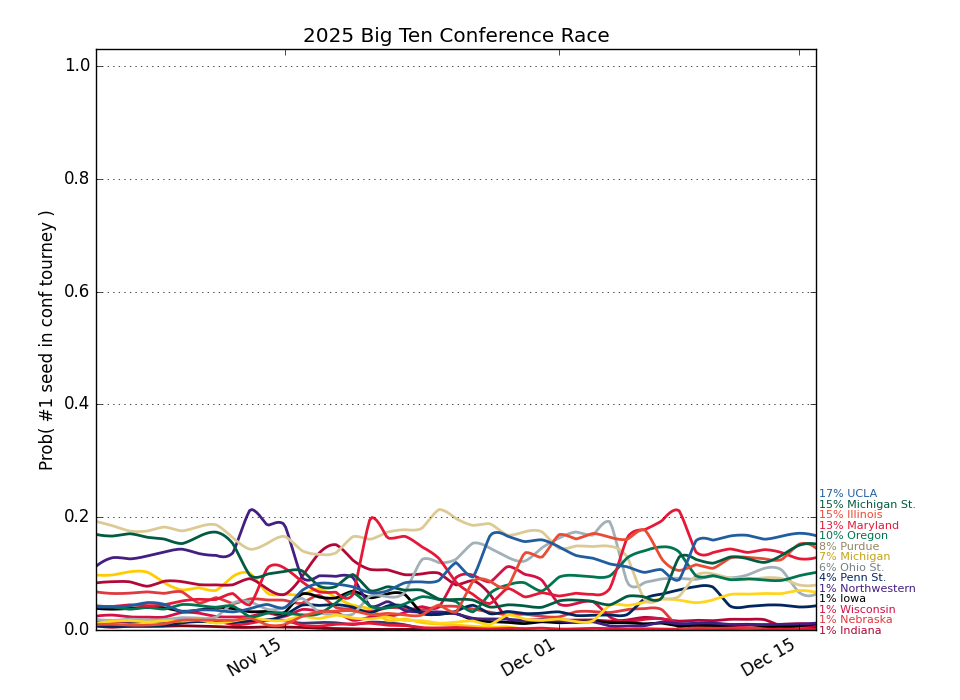 2025 Big Ten Conference Race
Prob( #1 seed in conf tourney )
1.0
0.8
0.6
0.4
0.2
0.0
Nov 15
Dec 01
Dec 15
17% UCLA
15% Michigan St.
15% Illinois
13% Maryland
10% Oregon
8% Purdue
7% Michigan
6% Ohio St.
4% Penn St.
1% Northwestern
1% Iowa
1% Wisconsin
1% Nebraska
1% Indiana